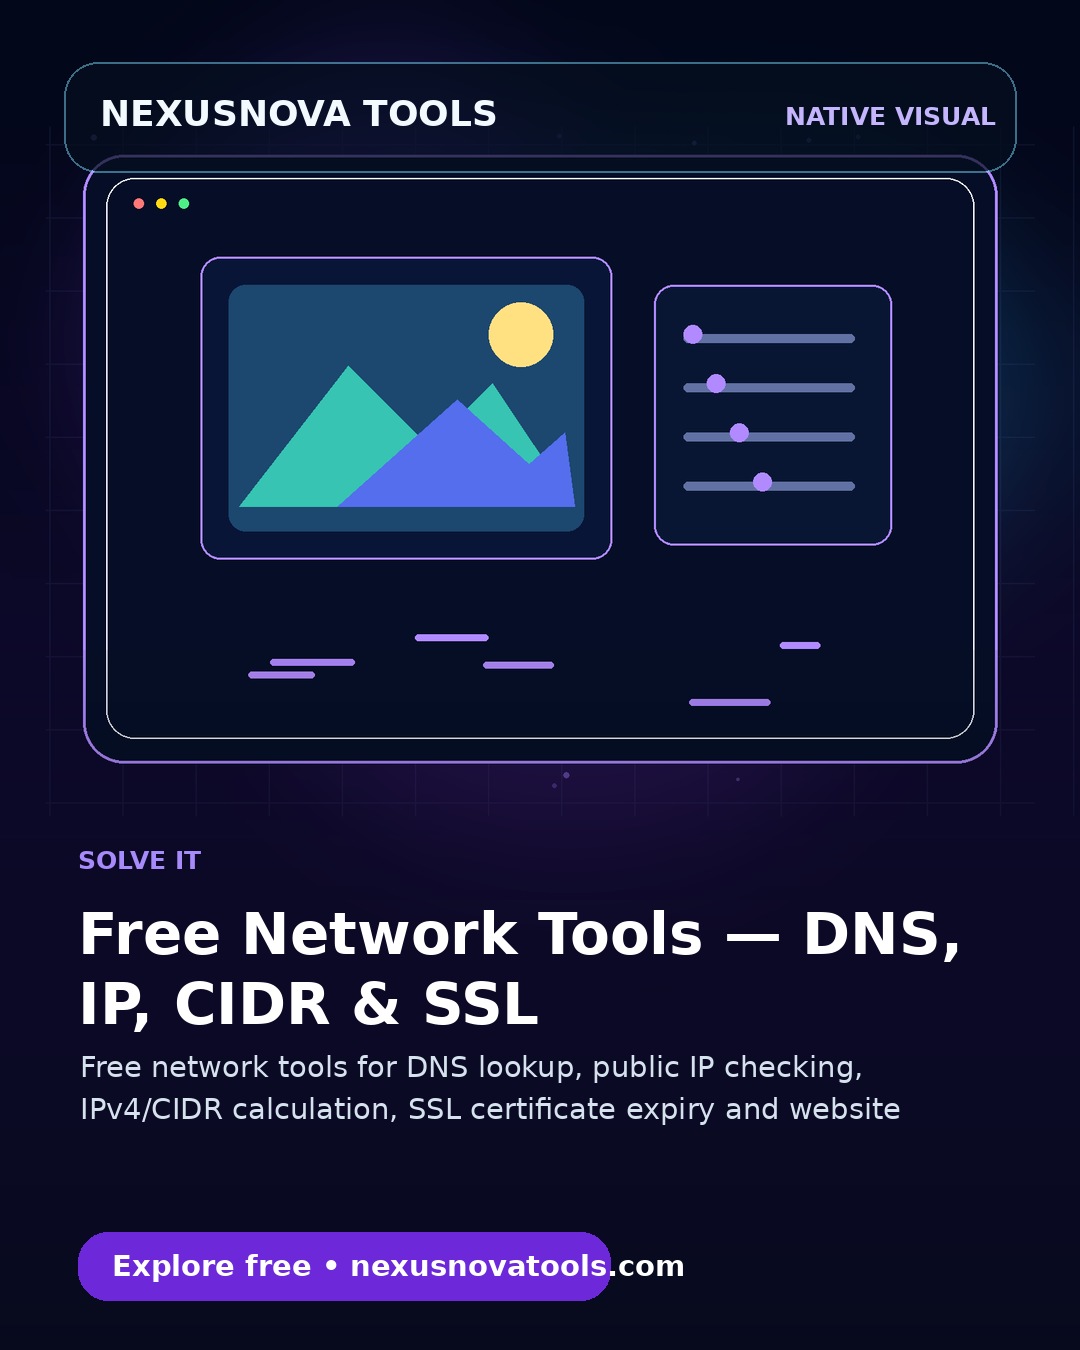 NEXUSNOVA TOOLS
NATIVE VISUAL
SOLVE IT
Free Network Tools — DNS,
IP, CIDR & SSL
Free network tools for DNS lookup, public IP checking,
IPv4/CIDR calculation, SSL certificate expiry and website
Explore free • nexusnovatools.com